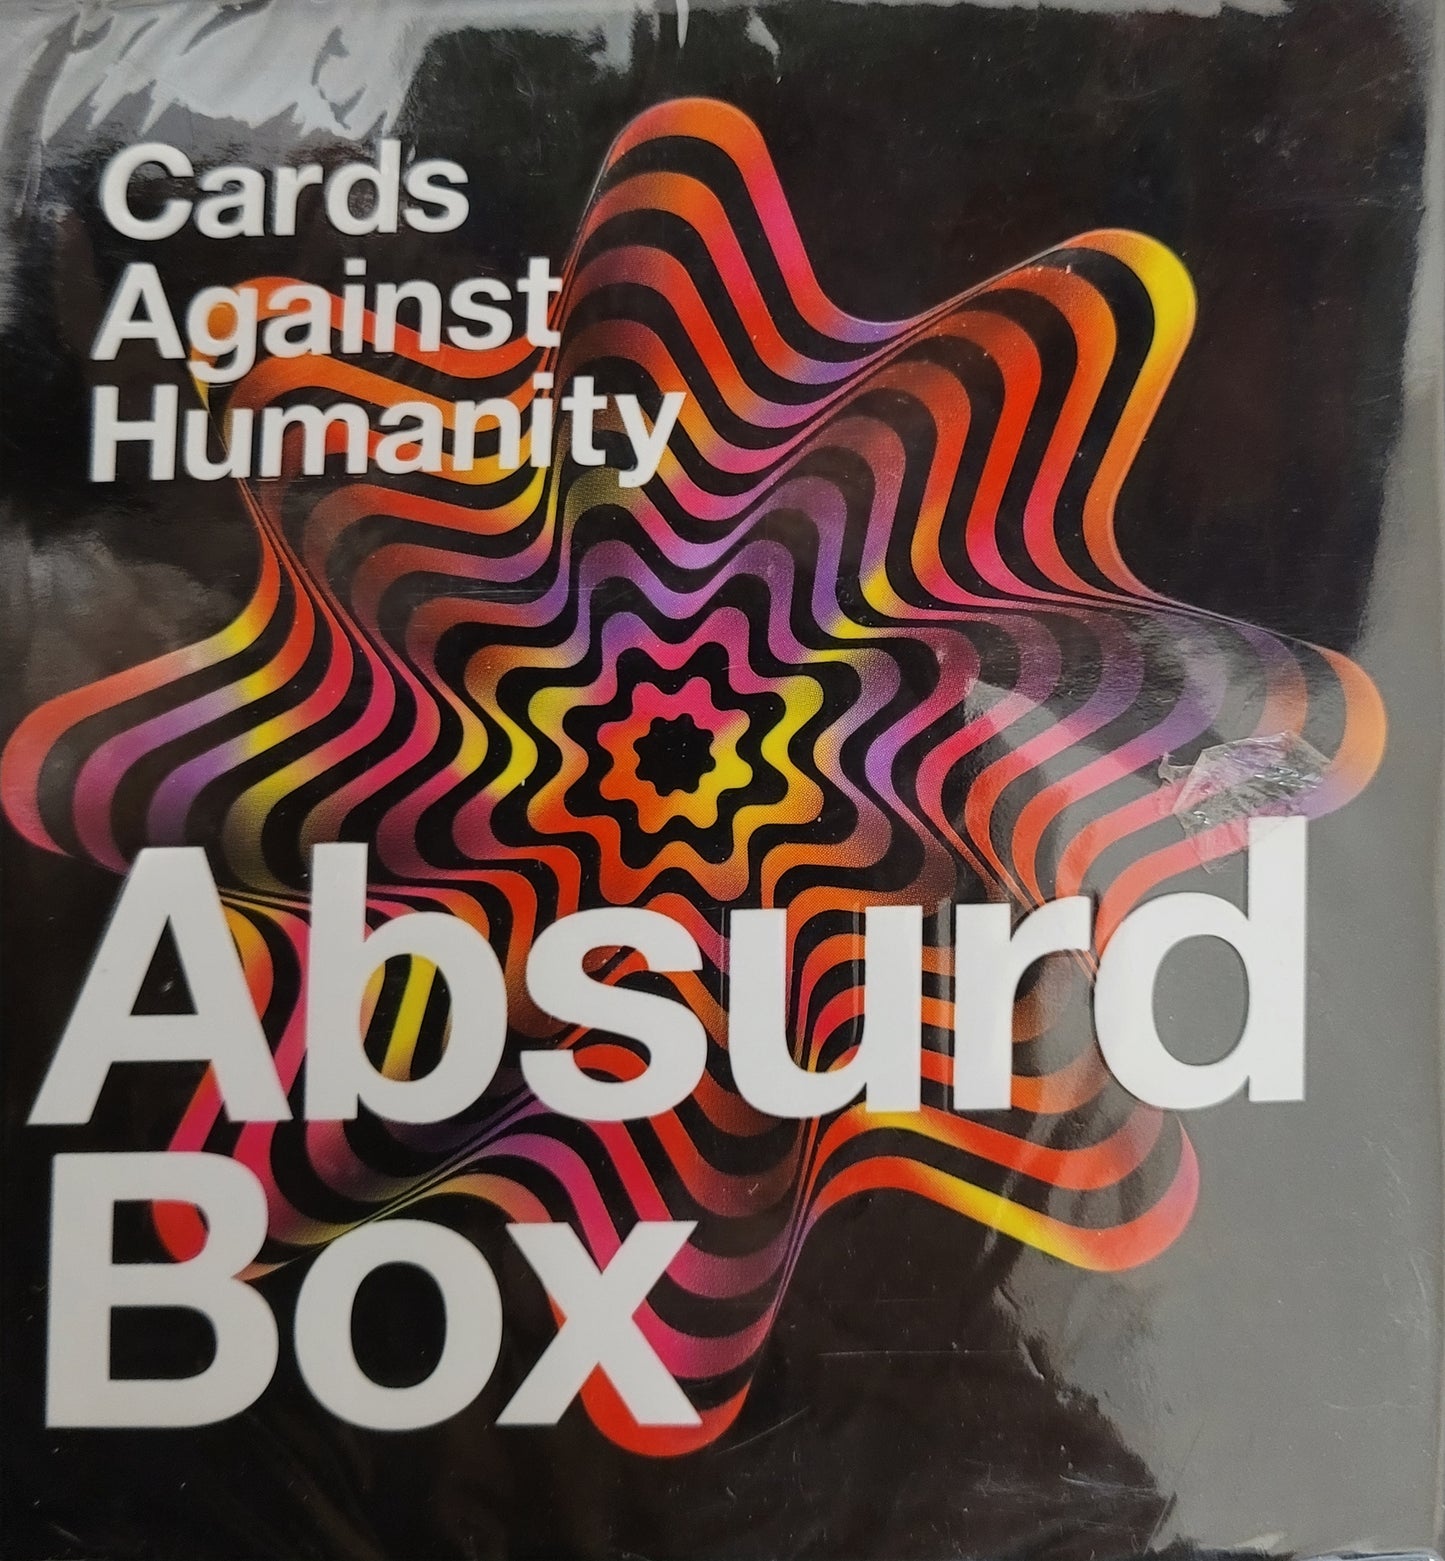 Cards
Against
Humanity
Absurd
Box